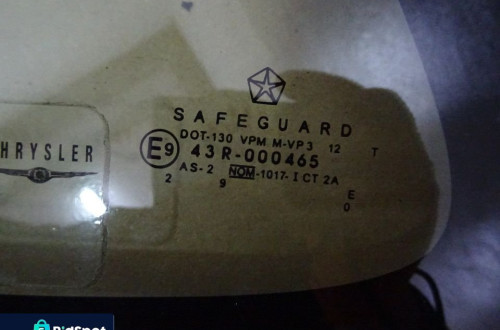 SAFEGUARD
DOT-130 VPM M-VP3 12 T
E9 43R-000465
AS-2 NOM-1017-I CT 2A
2 9 E
0
HRYSLER
C
BidSpot